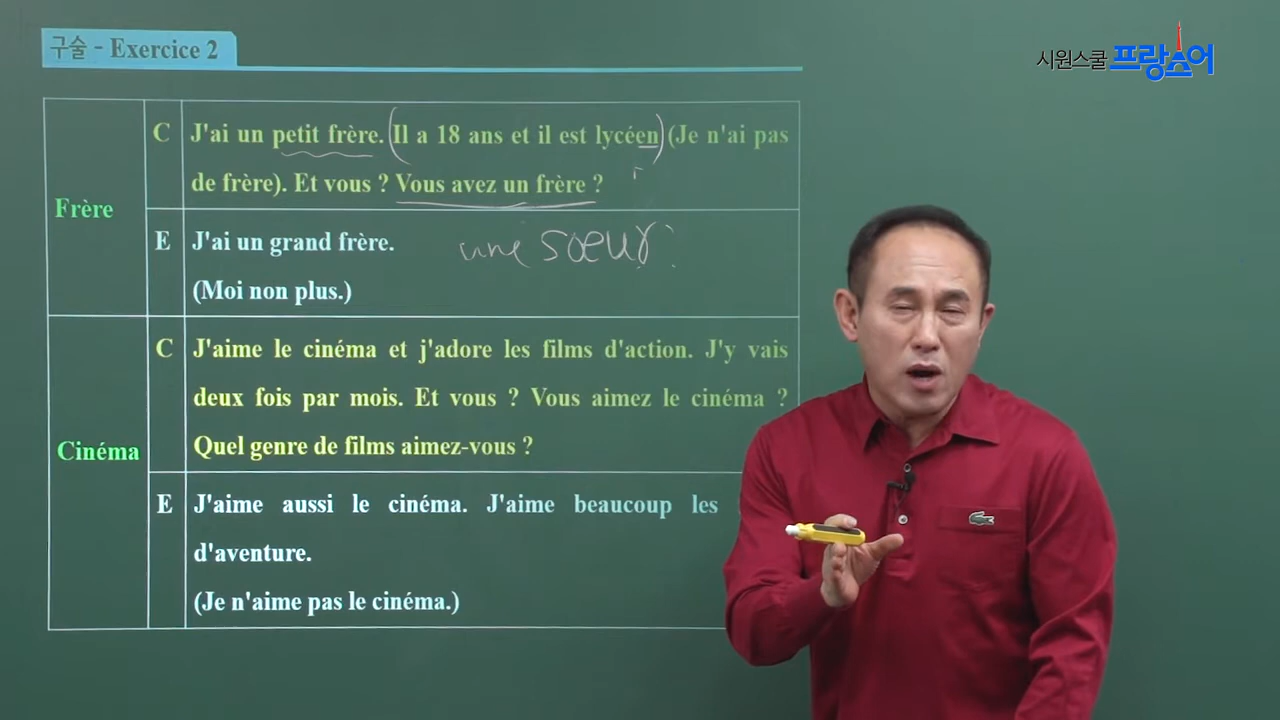 구술 - Exercice 2
시원스쿨 프랑스어
Frère
C
J'ai un petit frère. (Il a 18 ans et il est lycéen) (Je n'ai pas
de frère). Et vous ? Vous avez un frère ?
E
J'ai un grand frère.
une sœur
(Moi non plus.)
Cinéma
C
J'aime le cinéma et j'adore les films d'action. J'y vais
deux fois par mois. Et vous ? Vous aimez le cinéma ?
Quel genre de films aimez-vous ?
E
J'aime aussi le cinéma. J'aime beaucoup les
d'aventure.
(Je n'aime pas le cinéma.)